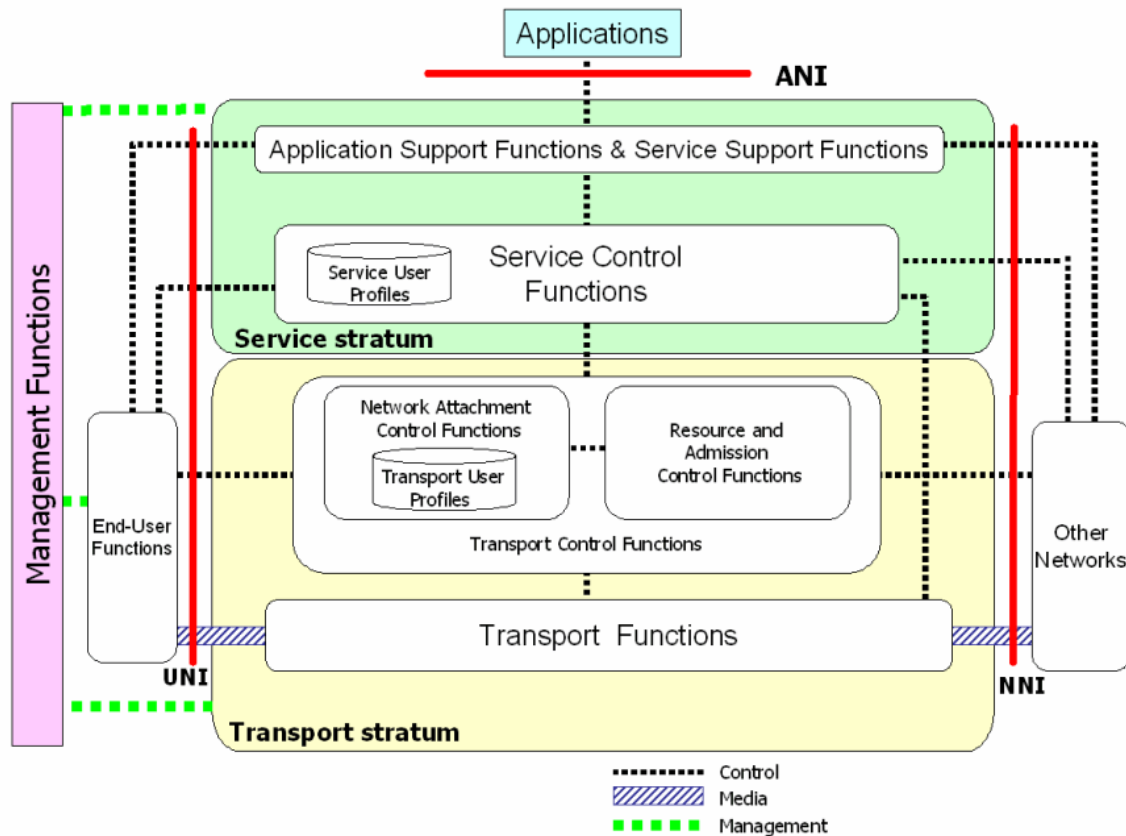 Applications
ANI
Application Support Functions & Service Support Functions
Service Control
Functions
Service User
Profiles
Service stratum
Management Functions
Network Attachment
Control Functions
Transport User
Profiles
Resource and
Admission
Control Functions
Transport Control Functions
End-User
Functions
Other
Networks
Transport Functions
UNI
NNI
Transport stratum
Control
Media
Management